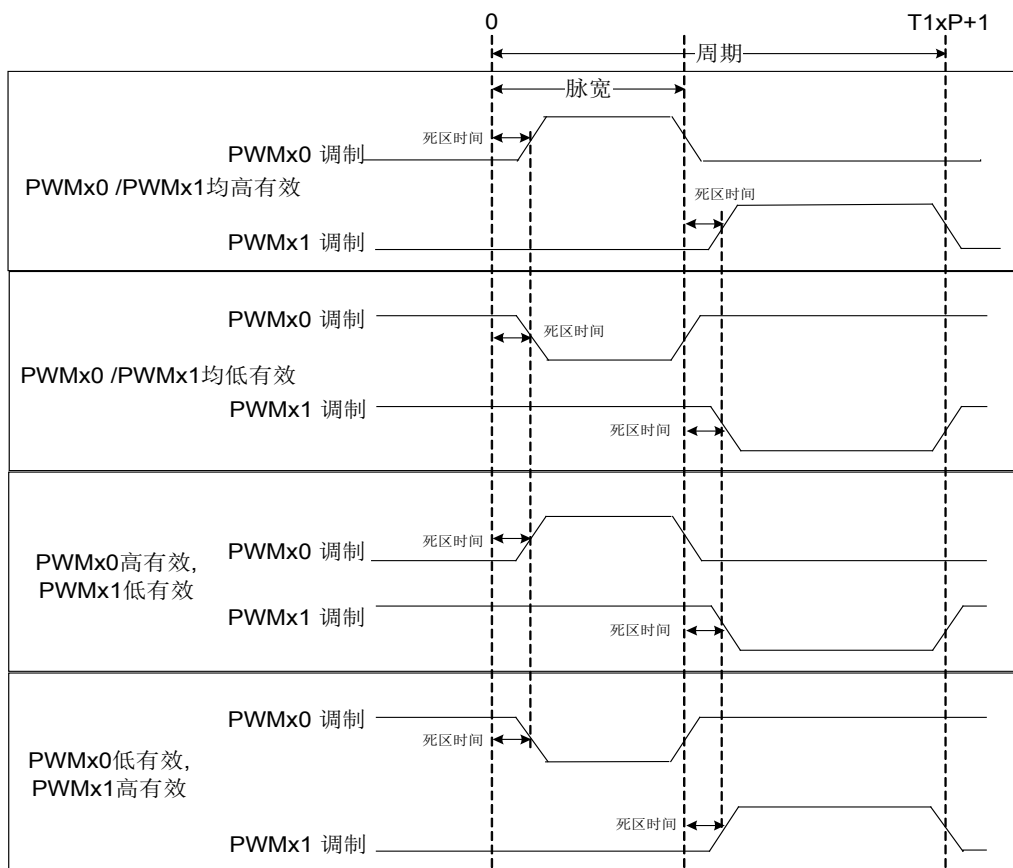 0
T1xP+1
周期
脉宽
死区时间
PWMx0 调制
PWMx0 /PWMx1均高有效
死区时间
PWMx1 调制
PWMx0 调制
死区时间
PWMx0 /PWMx1均低有效
PWMx1 调制
死区时间
死区时间
PWMx0 调制
PWMx0高有效,
PWMx1低有效
PWMx1 调制
死区时间
PWMx0 调制
死区时间
PWMx0低有效,
PWMx1高有效
死区时间
PWMx1 调制